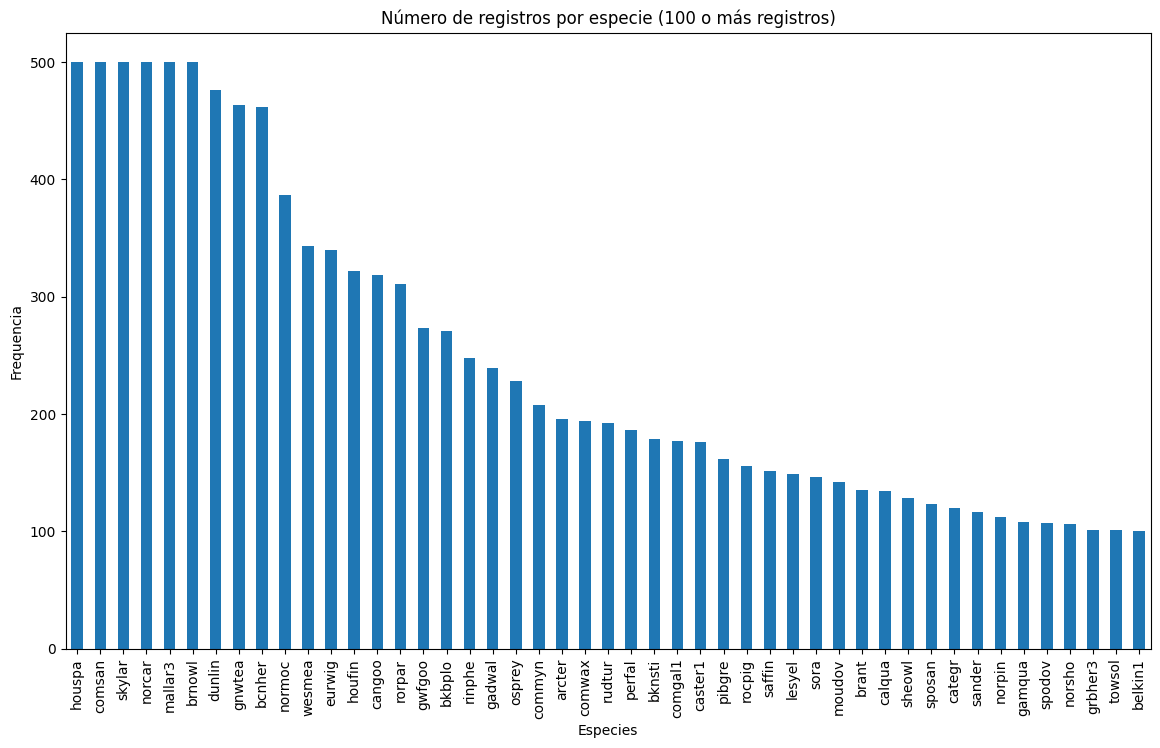 Número de registros por especie (100 o más registros)
Frequencia
500
400
300
200
100
0
houspa
comsan
skylar
norcar
mallar3
brnowl
dunlin
gnwtea
bcnher
normoc
wesmea
eurwig
houfin
cangoo
rorpar
gwfgoo
bkbplo
rinphe
gadwal
osprey
commyn
arcter
comwax
rudtur
perfal
bknsti
comgal1
caster1
pibgre
rocpig
saffin
lesyel
sora
moudov
brant
calqua
sheowl
sposan
categr
sander
norpin
gamqua
spodov
norsho
grbher3
towsol
belkin1
Especies